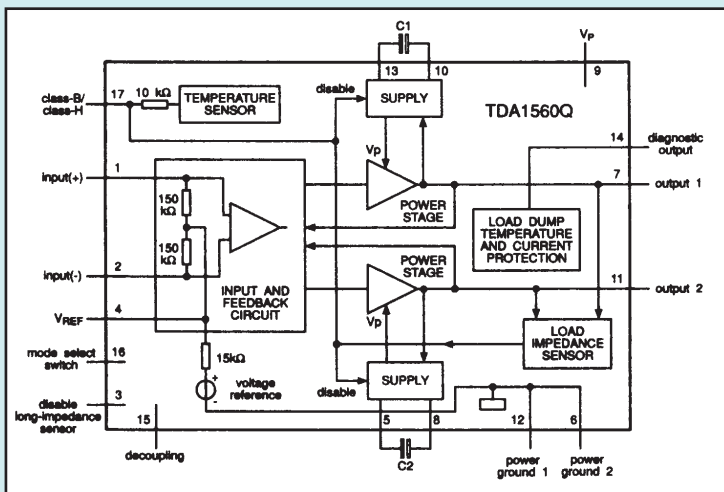 C1
VP
13
10
9
class-B/
class-H
17
10 kΩ
TEMPERATURE
SENSOR
disable
SUPPLY
TDA1560Q
14
diagnostic
output
VP
input(+)
1
7
output 1
150
kΩ
POWER
STAGE
LOAD DUMP
TEMPERATURE
AND CURRENT
PROTECTION
150
kΩ
POWER
STAGE
input(-)
2
11
output 2
INPUT AND
FEEDBACK
CIRCUIT
VP
4
VREF
LOAD
IMPEDANCE
SENSOR
mode select
switch
16
15kΩ
+
-
voltage
reference
disable
SUPPLY
3
disable
long-impedance
sensor
15
5
8
12
6
decoupling
C2
power
ground 1
power
ground 2